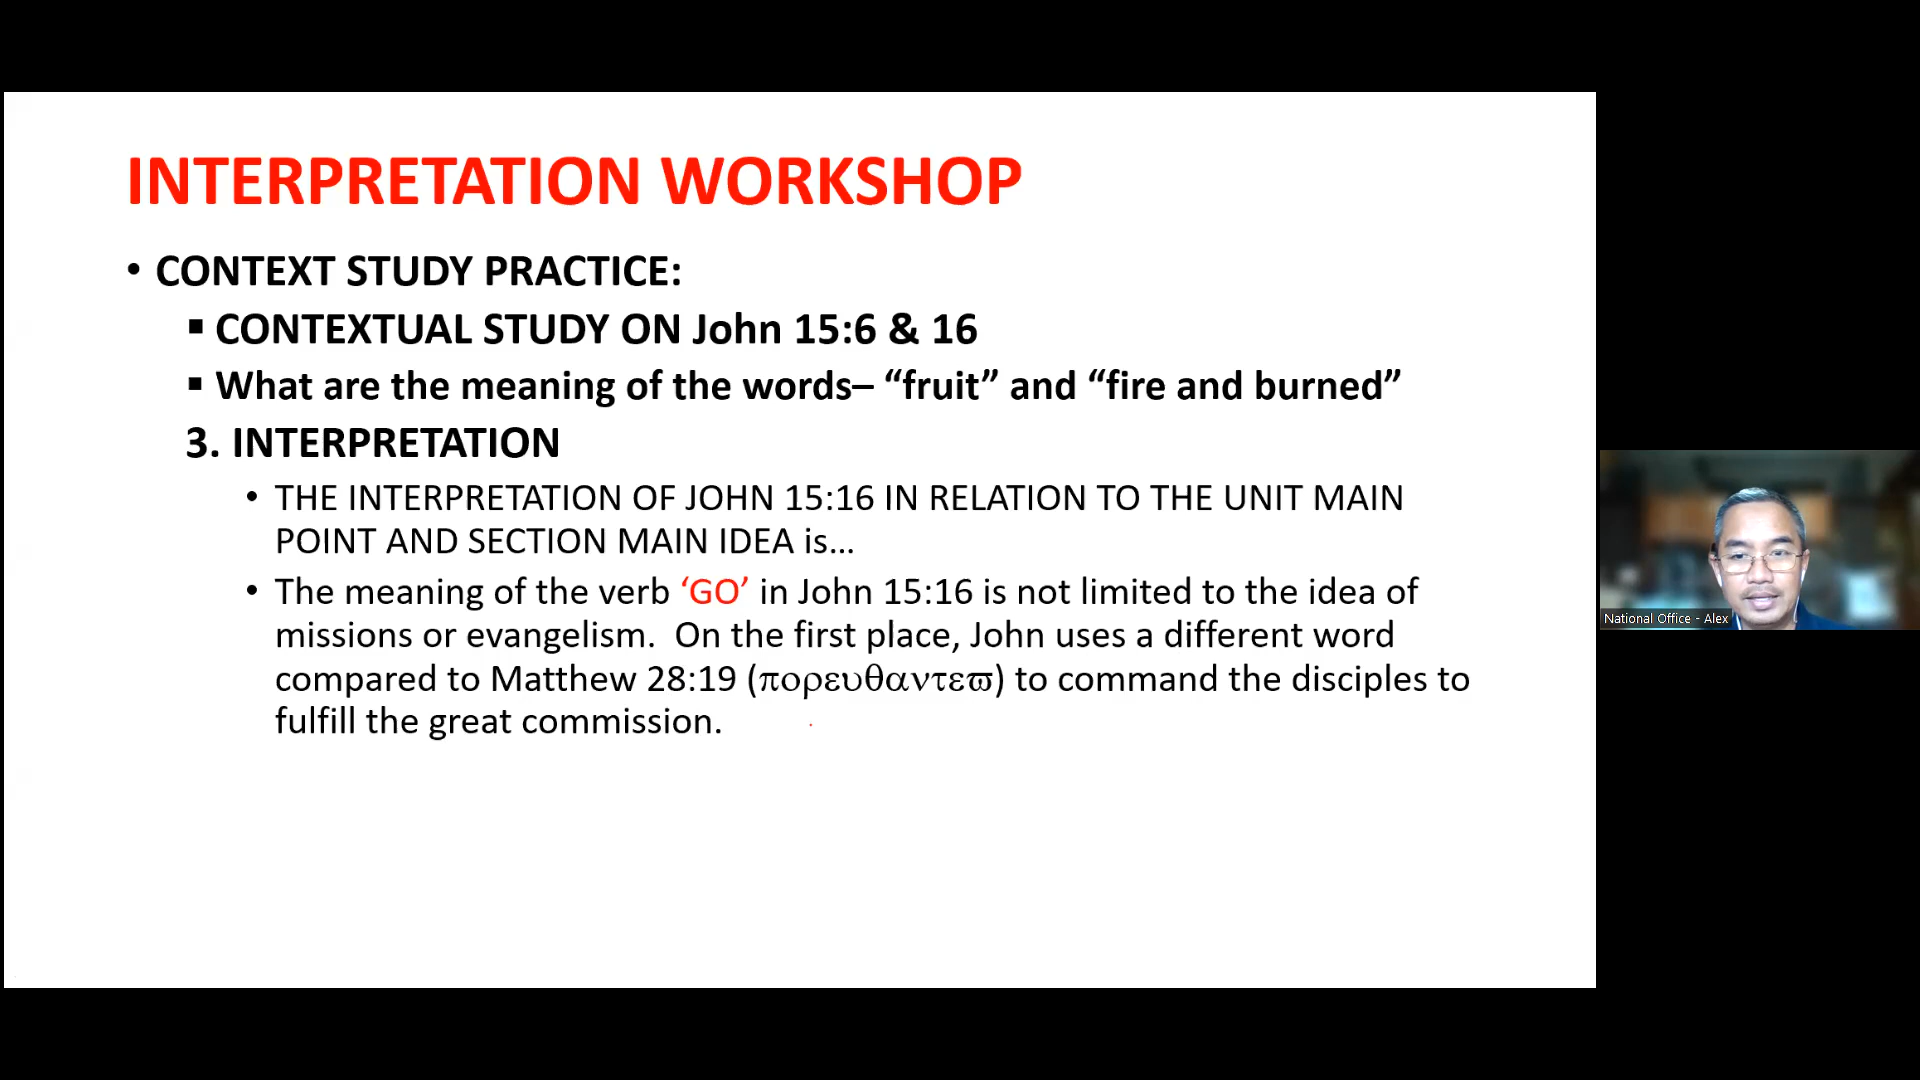 INTERPRETATION WORKSHOP
• CONTEXT STUDY PRACTICE:
▪ CONTEXTUAL STUDY ON John 15:6 & 16
▪ What are the meaning of the words– “fruit” and “fire and burned”
3. INTERPRETATION
• THE INTERPRETATION OF JOHN 15:16 IN RELATION TO THE UNIT MAIN
POINT AND SECTION MAIN IDEA is…
• The meaning of the verb ‘GO’ in John 15:16 is not limited to the idea of
missions or evangelism.  On the first place, John uses a different word
compared to Matthew 28:19 (πορευθαντεϖ) to command the disciples to
fulfill the great commission.
National Office - Alex